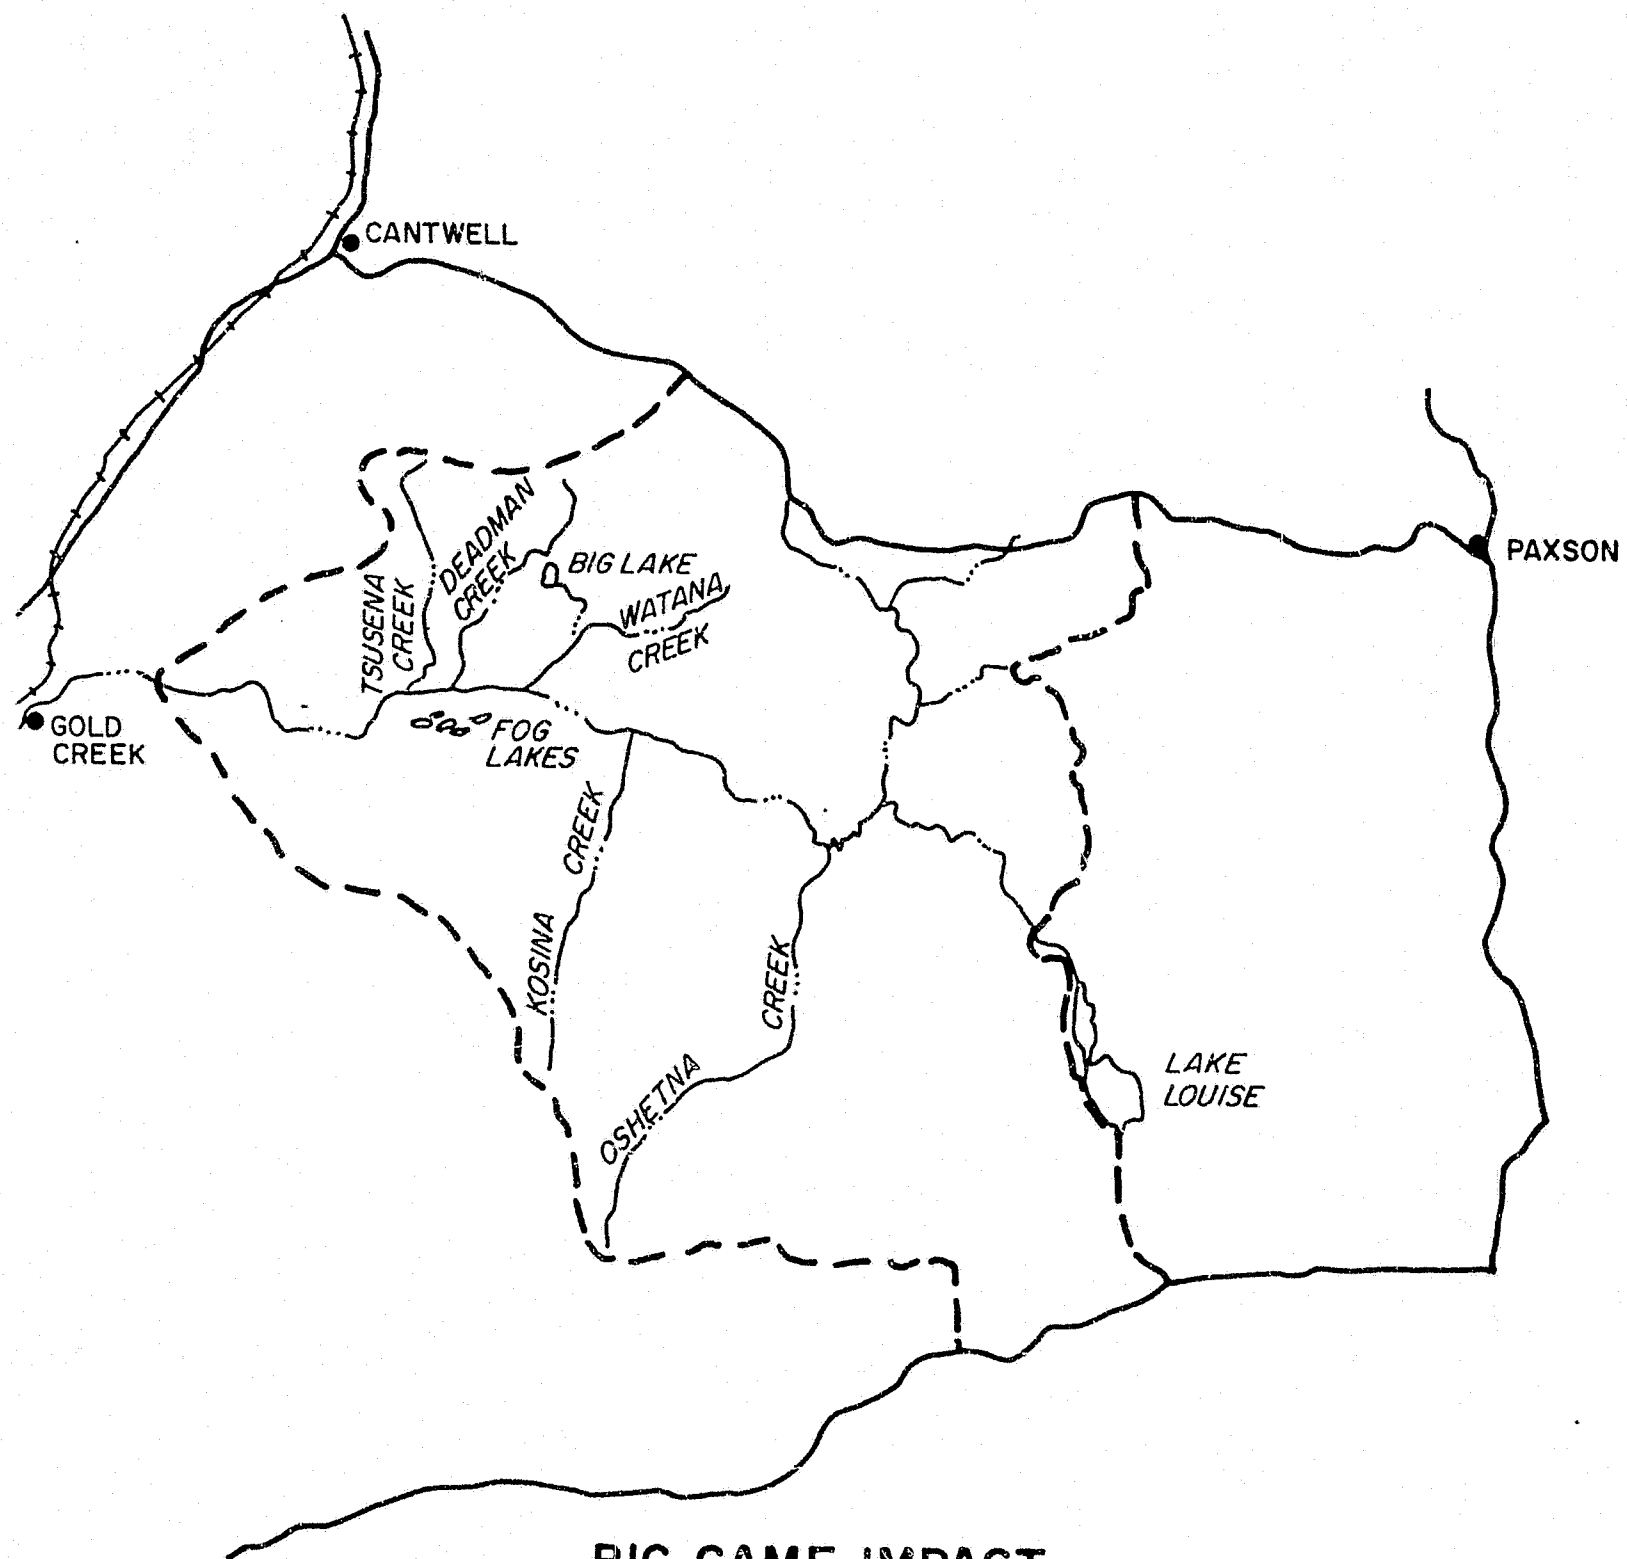 CANTWELL
PAXSON
DEADMAN
CREEK
BIG LAKE
TSUSENA
CREEK
WATANA
CREEK
GOLD
CREEK
FOG
LAKES
KOSINA CREEK
OSHETNA CREEK
LAKE
LOUISE
BIG GAME IMPACT